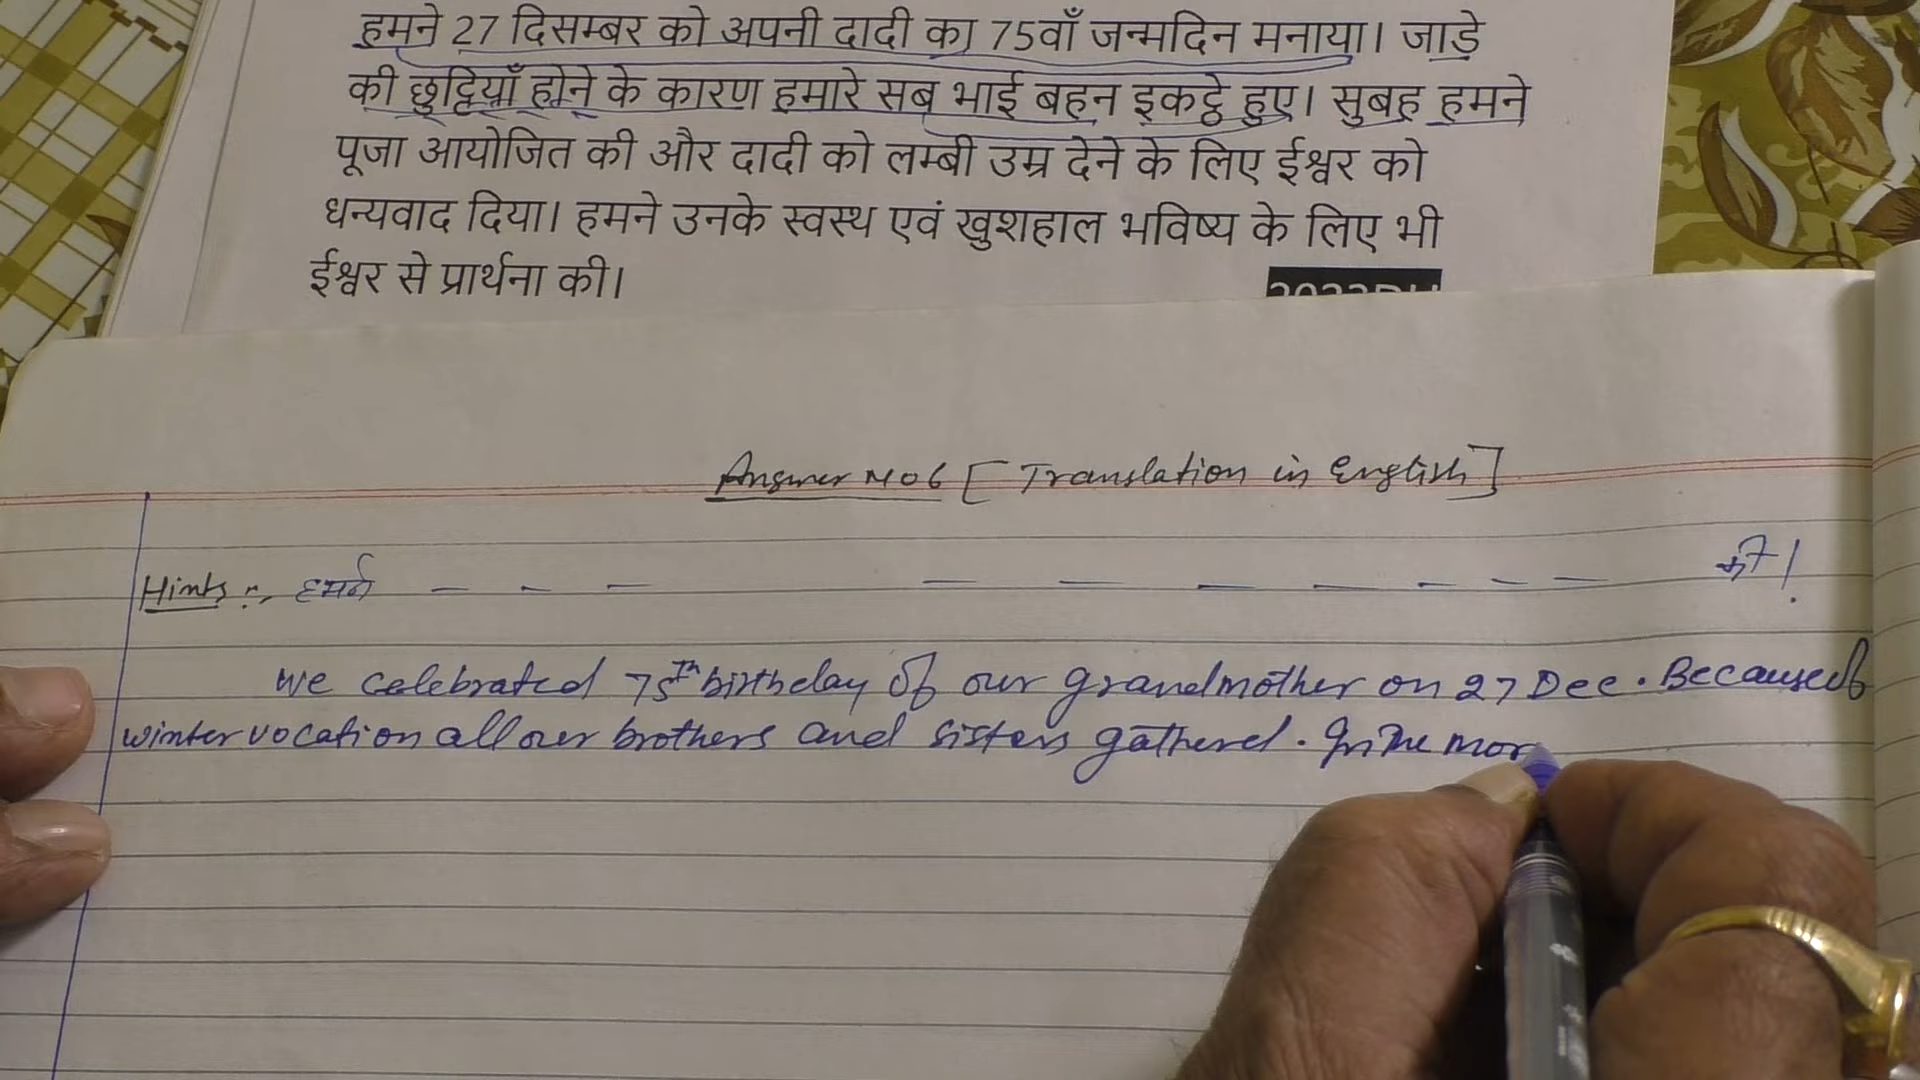 हमने 27 दिसम्बर को अपनी दादी का 75वाँ जन्मदिन मनाया। जाड़े
की छुट्टियाँ होने के कारण हमारे सब भाई बहन इकट्ठे हुए। सुबह हमने
पूजा आयोजित की और दादी को लम्बी उम्र देने के लिए ईश्वर को
धन्यवाद दिया। हमने उनके स्वस्थ एवं खुशहाल भविष्य के लिए भी
ईश्वर से प्रार्थना की।
Answer No 6 [Translation in English]
Hints :- हमने — - — — — — — — — — की।
We celebrated 75th birthday of our grandmother on 27 Dec. Because of
winter vocation all our brothers and sisters gathered. In the mor